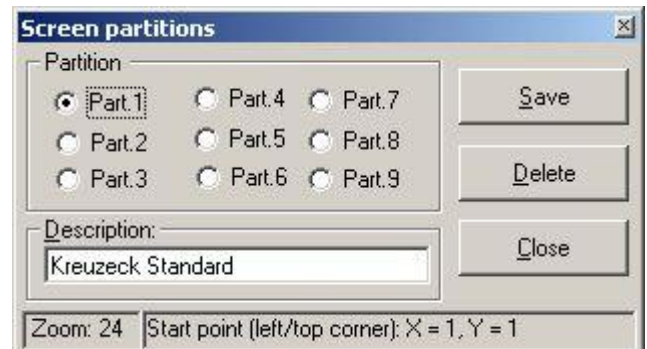 Screen partitions
Partition
Part.1 Part.4 Part.7
Part.2 Part.5 Part.8
Part.3 Part.6 Part.9
Save
Delete
Close
Description:
Kreuzeck Standard
Zoom: 24 Start point (left/top corner): X = 1, Y = 1